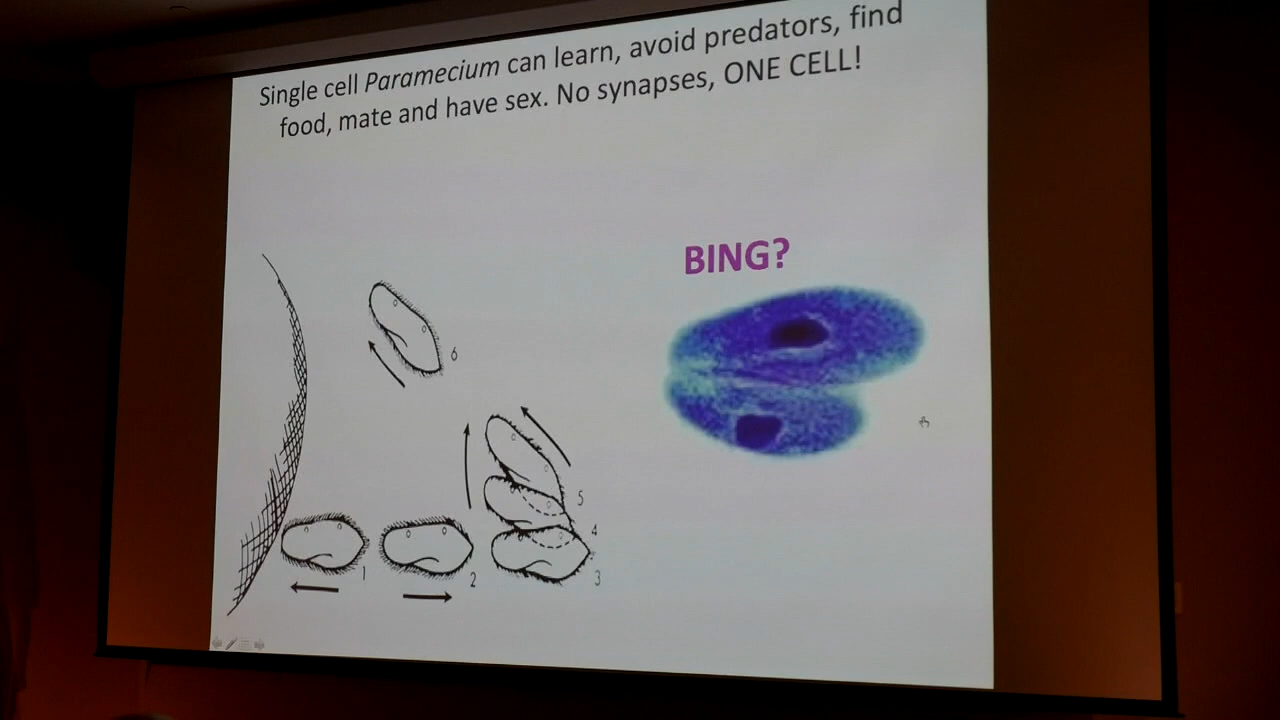 Single cell Paramecium can learn, avoid predators, find
food, mate and have sex. No synapses, ONE CELL!
BING?
6
5
4
3
2
1